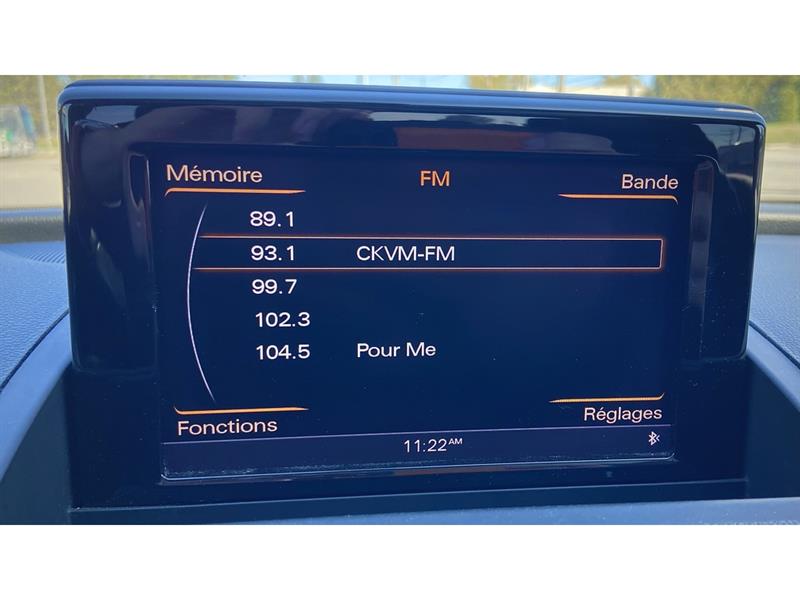 Mémoire FM Bande
89.1
93.1 CKVM-FM
99.7
102.3
104.5 Pour Me
Fonctions Réglages
11:22AM